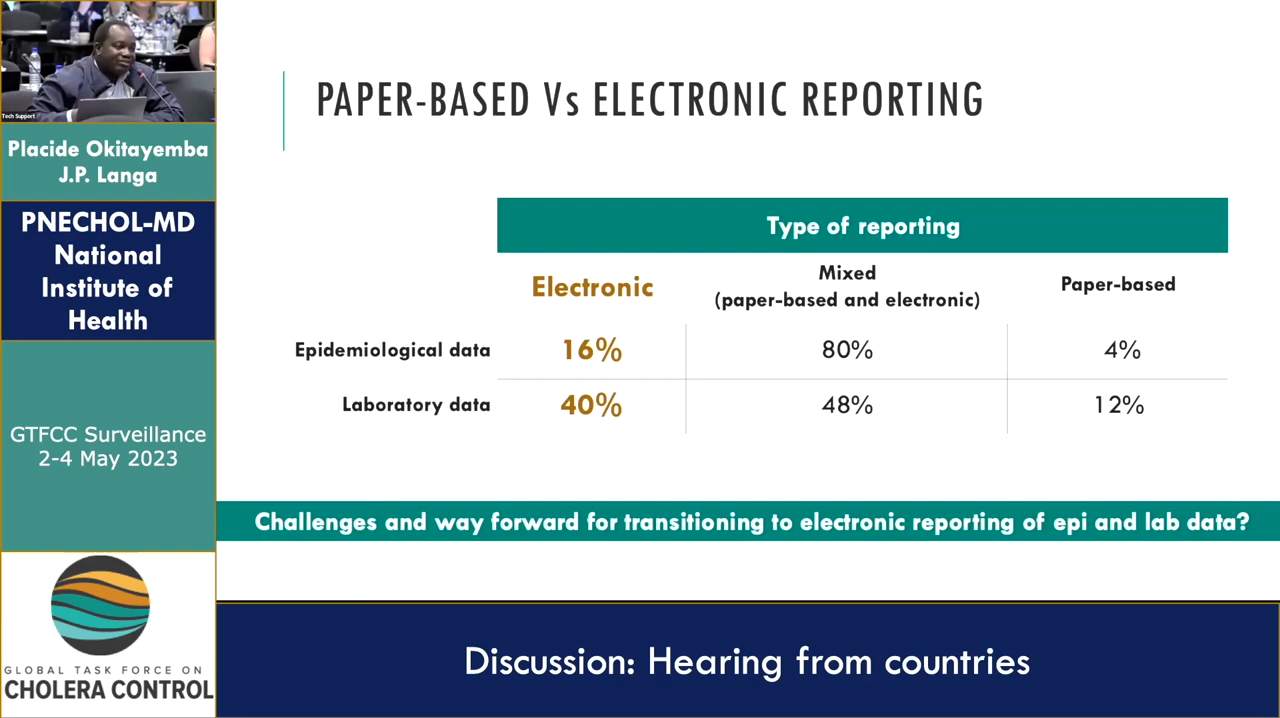 Tech Support
Placide Okitayemba
J.P. Langa
PNECHOL-MD
National
Institute of
Health
GTFCC Surveillance
2-4 May 2023
GLOBAL TASK FORCE ON
CHOLERA CONTROL
PAPER-BASED Vs ELECTRONIC REPORTING
Type of reporting
Electronic
Mixed
(paper-based and electronic)
Paper-based
Epidemiological data 16% 80% 4%
Laboratory data 40% 48% 12%
Challenges and way forward for transitioning to electronic reporting of epi and lab data?
Discussion: Hearing from countries